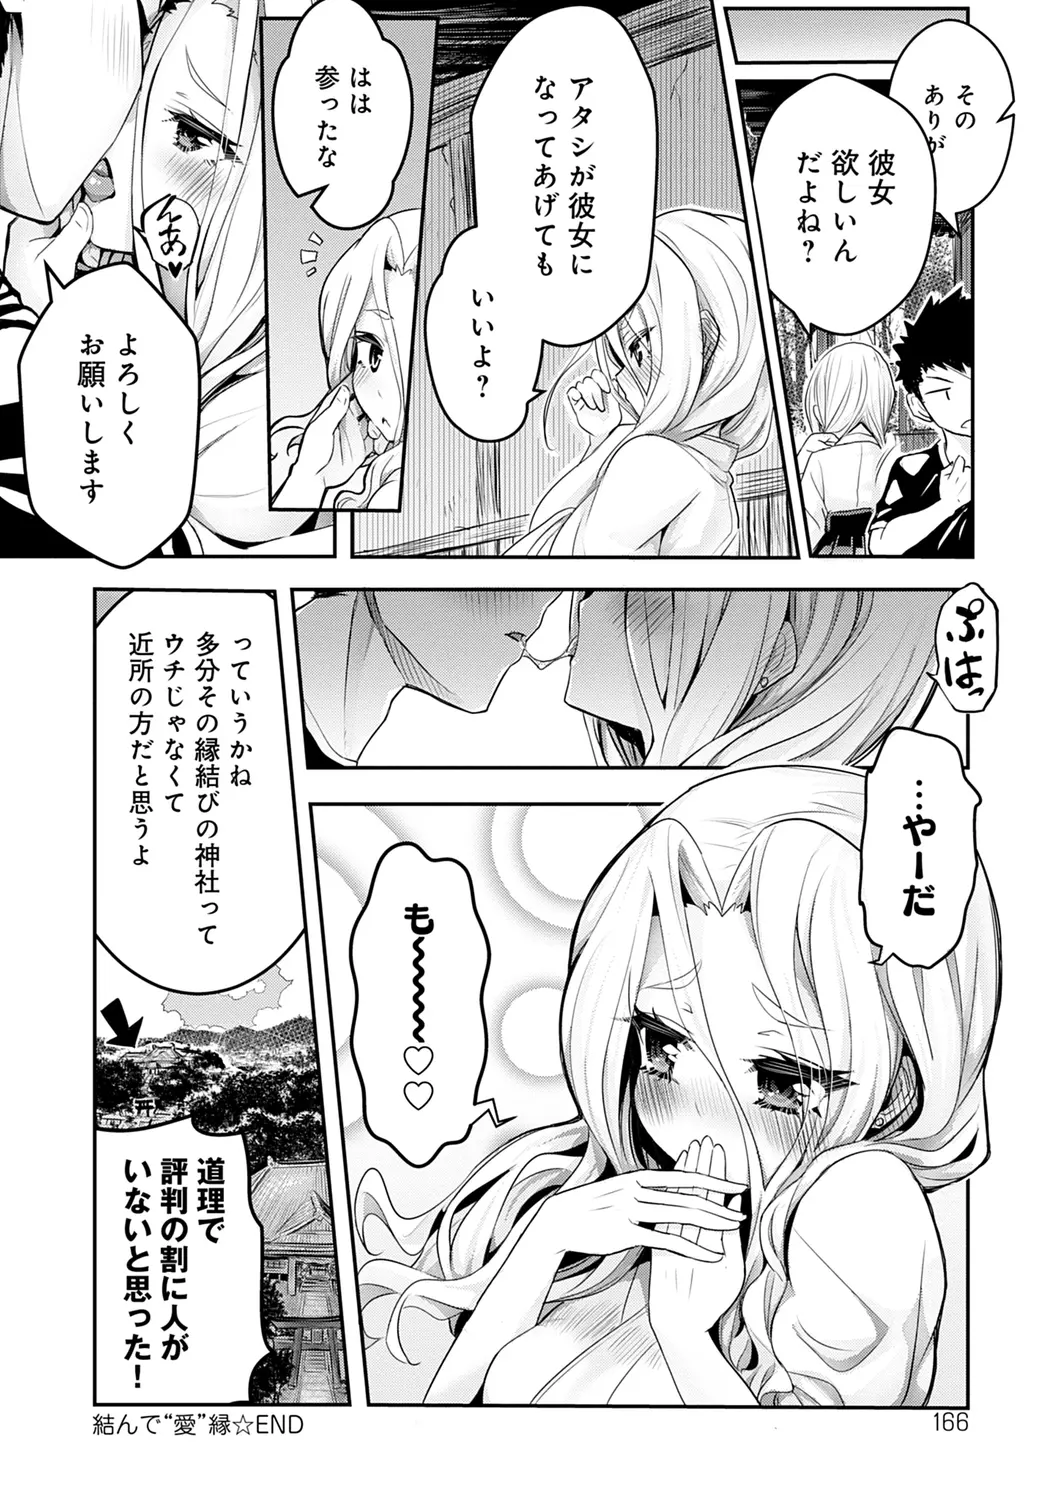 その
ありが
彼女
欲しいん
だよね?
アタシが彼女に
なってあげても
いいよ?
はは
参ったな
んあ♥
よろしく
お願いします
ぷはっ
…やーだ
も〜〜〜〜♡♡
っていうかね
多分その縁結びの神社って
ウチじゃなくて
近所の方だと思うよ
道理で
評判の割に人が
いないと思った!
結んで“愛”縁☆END
166